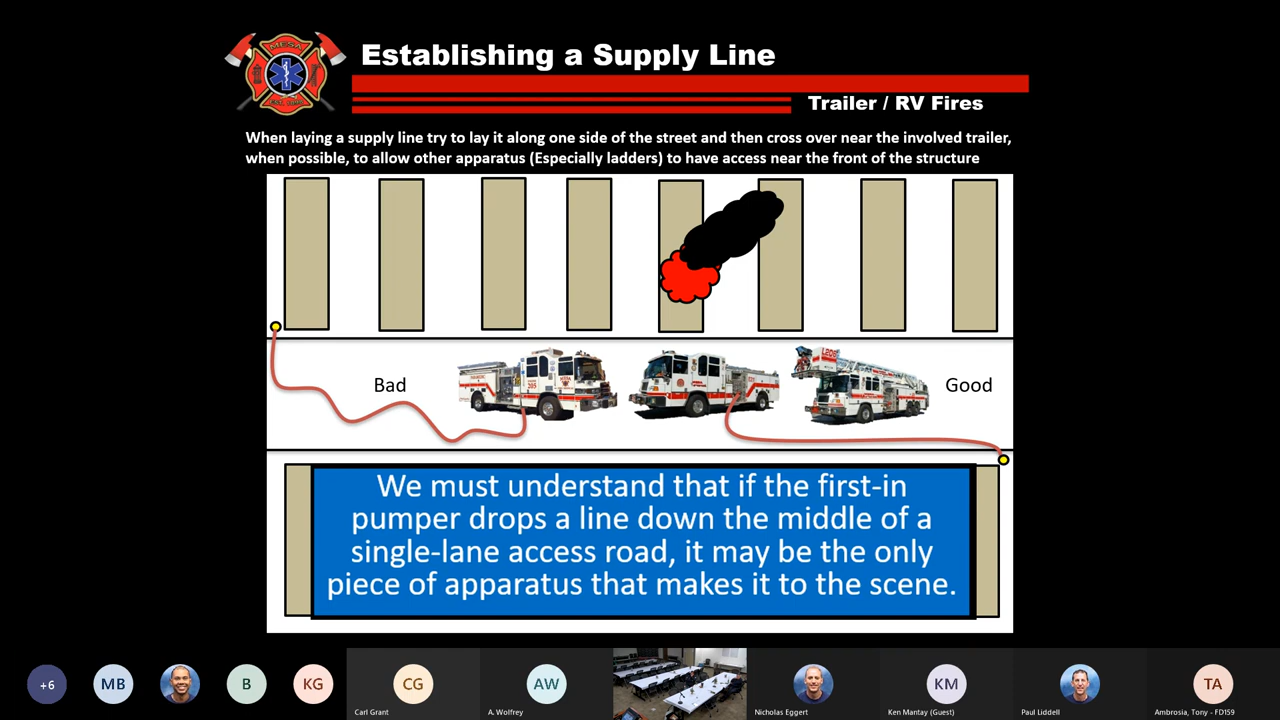 MESA
EST. 1898
Establishing a Supply Line
Trailer / RV Fires
When laying a supply line try to lay it along one side of the street and then cross over near the involved trailer,
when possible, to allow other apparatus (Especially ladders) to have access near the front of the structure
Bad
Good
We must understand that if the first-in
pumper drops a line down the middle of a
single-lane access road, it may be the only
piece of apparatus that makes it to the scene.
+6
MB
B
KG
CG
AW
KM
TA
Carl Grant
A. Wolfrey
Nicholas Eggert
Ken Mantay (Guest)
Paul Liddell
Ambrosia, Tony - FD1S9